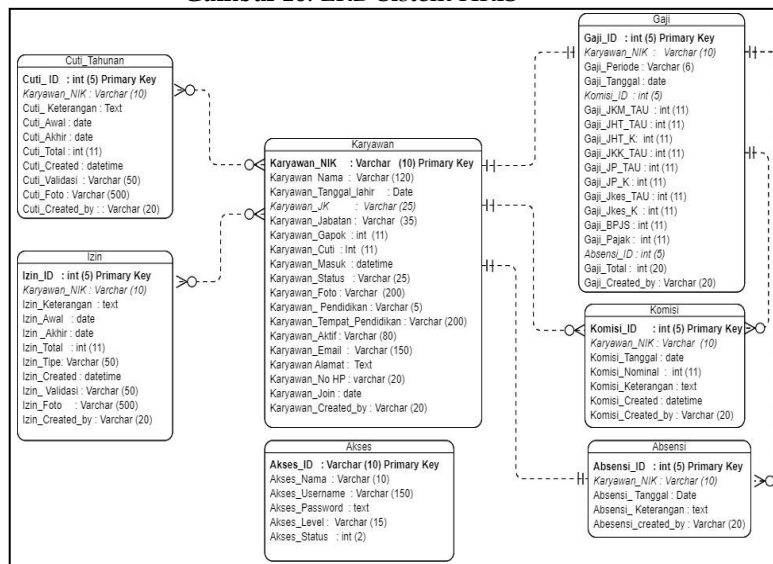 Cuti_Tahunan
Cuti_ ID : int (5) Primary Key
Karyawan_NIK : Varchar (10)
Cuti_ Keterangan : Text
Cuti_Awal : date
Cuti_Akhir : date
Cuti_Total : int (11)
Cuti_Created : datetime
Cuti_Validasi : Varchar (50)
Cuti_Foto : Varchar (500)
Cuti_Created_by : : Varchar (20)
Izin
Izin_ID : int (5) Primary Key
Karyawan_NIK : Varchar (10)
Izin_Keterangan : text
Izin_Awal : date
Izin _Akhir : date
Izin_Total : int (11)
Izin_Tipe: Varchar (50)
Izin_Created : datetime
Izin_ Validasi : Varchar (50)
Izin_Foto : Varchar (500)
Izin_Created_by : Varchar (20)
Karyawan
Karyawan_NIK : Varchar (10) Primary Key
Karyawan Nama : Varchar (120)
Karyawan_Tanggal_lahir : Date
Karyawan_JK : Varchar (25)
Karyawan_Jabatan : Varchar (35)
Karyawan_Gapok : int (11)
Karyawan_Cuti : Int (11)
Karyawan_Masuk : datetime
Karyawan_Status : Varchar (25)
Karyawan_Foto : Varchar (200)
Karyawan_ Pendidikan : Varchar (5)
Karyawan_Tempat_Pendidikan : Varchar (200)
Karyawan_Aktif : Varchar (80)
Karyawan_Email : Varchar (150)
Karyawan Alamat : Text
Karyawan_No HP : varchar (20)
Karyawan_Join : date
Karyawan_Created_by : Varchar (20)
Akses
Akses_ID : Varchar (10) Primary Key
Akses_Nama : Varchar (10)
Akses_Username : Varchar (150)
Akses_Password : text
Akses_Level : Varchar (15)
Akses_Status : int (2)
Gaji
Gaji_ID : int (5) Primary Key
Karyawan_NIK : Varchar (10)
Gaji_Periode : Varchar (6)
Gaji_Tanggal : date
Komisi_ID : int (5)
Gaji_JKM_TAU : int (11)
Gaji_JHT_TAU : int (11)
Gaji_JHT_K: int (11)
Gaji_JKK_TAU : int (11)
Gaji_JP_TAU : int (11)
Gaji_JP_K : int (11)
Gaji_Jkes_TAU : int (11)
Gaji_Jkes_K : int (11)
Gaji_BPJS : int (11)
Gaji_Pajak : int (11)
Absensi_ID : int (5)
Gaji_Total : int (20)
Gaji_Created_by : Varchar (20)
Komisi
Komisi_ID : int (5) Primary Key
Karyawan_NIK : Varchar (10)
Komisi_Tanggal : date
Komisi_Nominal : int (11)
Komisi_Keterangan : text
Komisi_Created : datetime
Komisi_Created_by : Varchar (20)
Absensi
Absensi_ID : int (5) Primary Key
Karyawan_NIK : Varchar (10)
Absensi_ Tanggal : Date
Absensi_ Keterangan : text
Abesensi_created_by : Varchar (20)